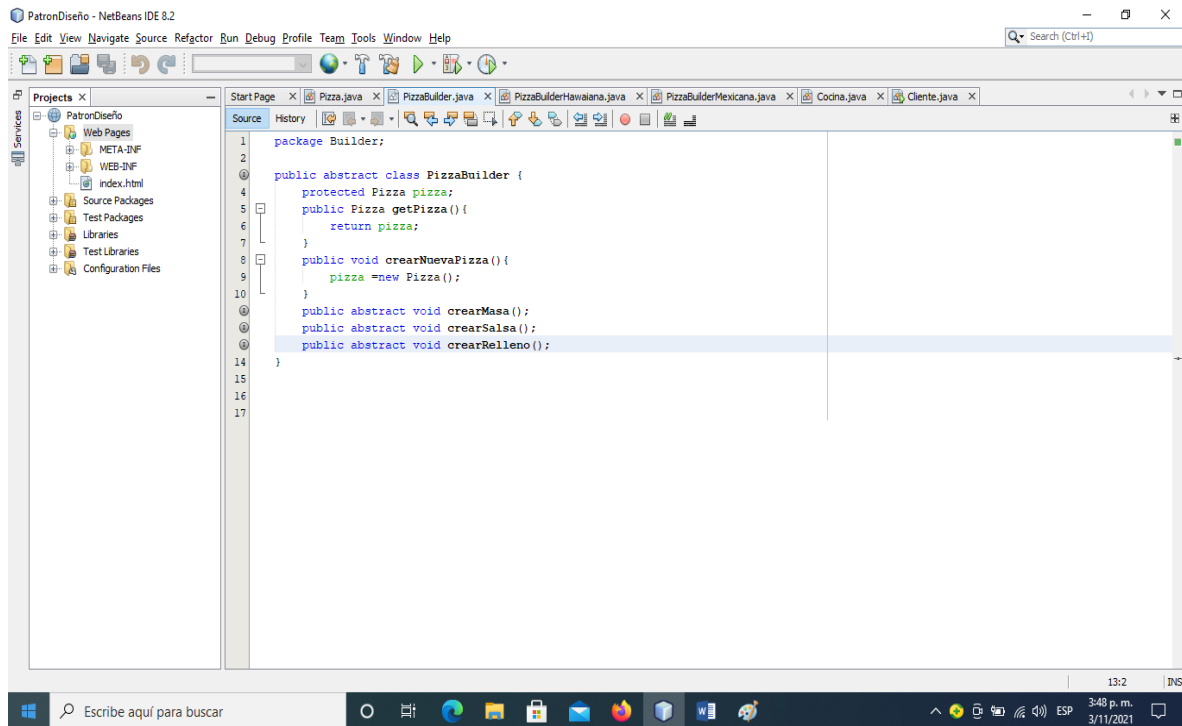 PatronDiseño - NetBeans IDE 8.2
File Edit View Navigate Source Refactor Run Debug Profile Team Tools Window Help
Search (Ctrl+I)
Projects
Start Page
Pizza.java
PizzaBuilder.java
PizzaBuilderHawaiana.java
PizzaBuilderMexicana.java
Cocina.java
Cliente.java
Services
PatronDiseño
Web Pages
META-INF
WEB-INF
index.html
Source Packages
Test Packages
Libraries
Test Libraries
Configuration Files
Source History
1 package Builder;
2
public abstract class PizzaBuilder {
4 protected Pizza pizza;
5 public Pizza getPizza(){
6 return pizza;
7 }
8 public void crearNuevaPizza(){
9 pizza =new Pizza();
10 }
public abstract void crearMasa();
public abstract void crearSalsa();
public abstract void crearRelleno();
14 }
15
16
17
13:2 INS
Escribe aquí para buscar
ESP
3:48 p. m.
3/11/2021